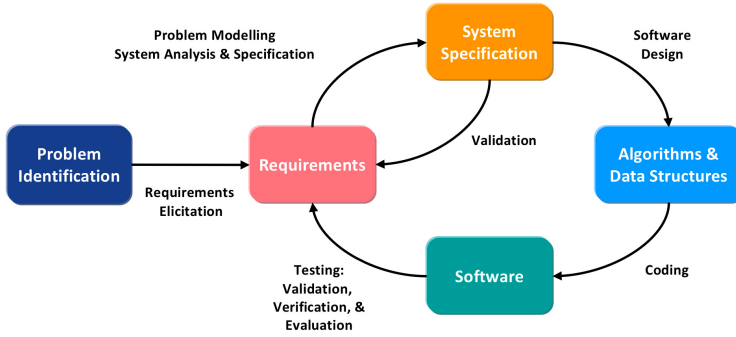 Problem Modelling
System Analysis & Specification
System
Specification
Software
Design
Problem
Identification
Requirements
Validation
Algorithms &
Data Structures
Requirements
Elicitation
Testing:
Validation,
Verification, &
Evaluation
Software
Coding